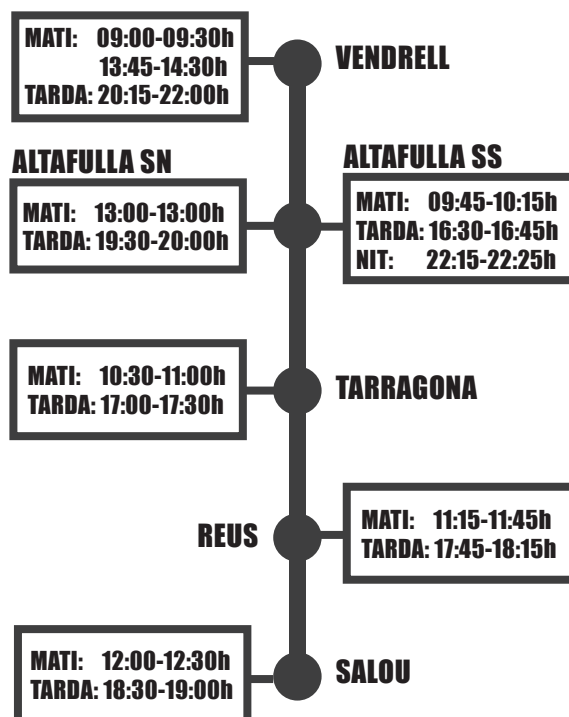 MATI: 09:00-09:30h
13:45-14:30h
TARDA: 20:15-22:00h
VENDRELL
ALTAFULLA SN
MATI: 13:00-13:00h
TARDA: 19:30-20:00h
ALTAFULLA SS
MATI: 09:45-10:15h
TARDA: 16:30-16:45h
NIT: 22:15-22:25h
MATI: 10:30-11:00h
TARDA: 17:00-17:30h
TARRAGONA
REUS
MATI: 11:15-11:45h
TARDA: 17:45-18:15h
MATI: 12:00-12:30h
TARDA: 18:30-19:00h
SALOU